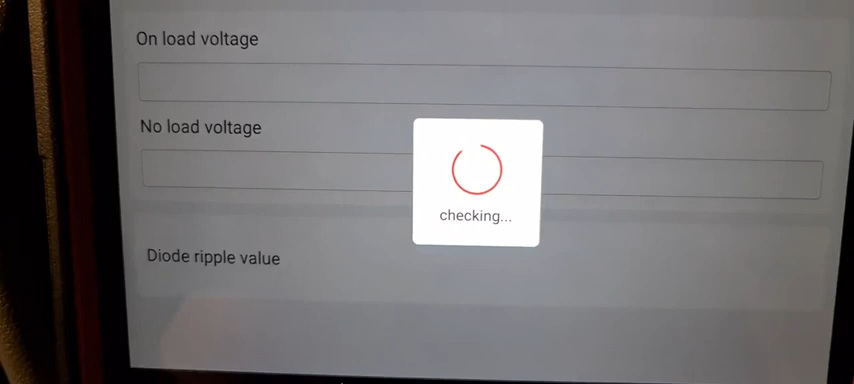 On load voltage
No load voltage
checking...
Diode ripple value